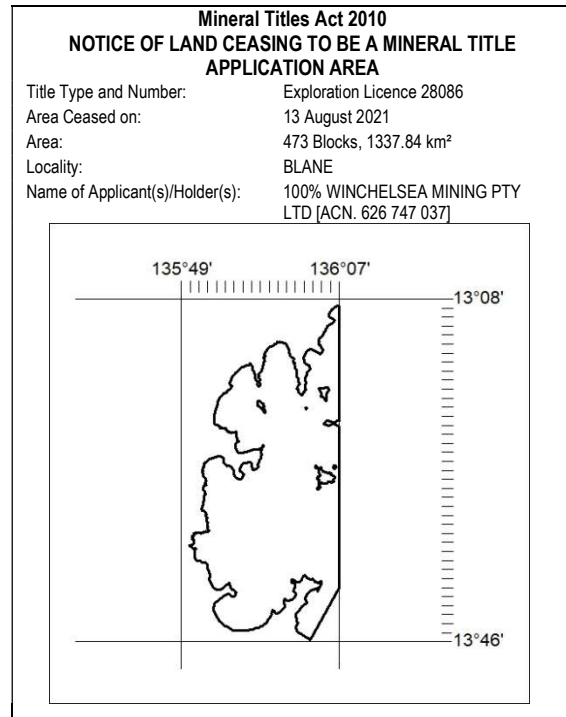 Mineral Titles Act 2010
NOTICE OF LAND CEASING TO BE A MINERAL TITLE
APPLICATION AREA
Title Type and Number: Exploration Licence 28086
Area Ceased on: 13 August 2021
Area: 473 Blocks, 1337.84 km²
Locality: BLANE
Name of Applicant(s)/Holder(s): 100% WINCHELSEA MINING PTY
LTD [ACN. 626 747 037]
135°49' 136°07'
13°08'
13°46'